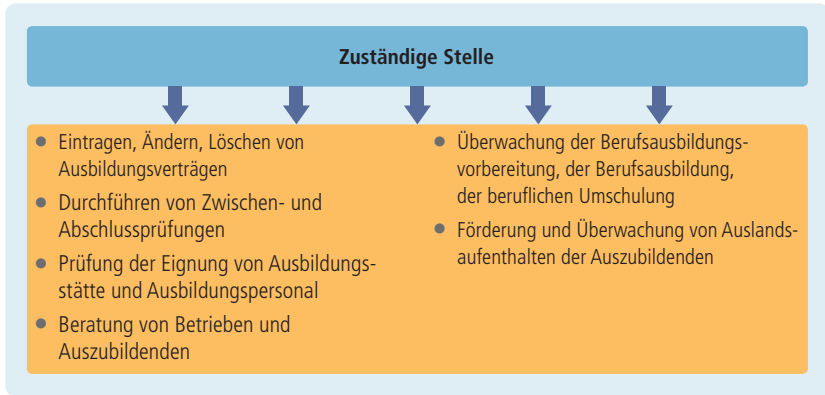 Zuständige Stelle
● Eintragen, Ändern, Löschen von
Ausbildungsverträgen
● Durchführen von Zwischen- und
Abschlussprüfungen
● Prüfung der Eignung von Ausbildungs-
stätte und Ausbildungspersonal
● Beratung von Betrieben und
Auszubildenden
● Überwachung der Berufsausbildungs-
vorbereitung, der Berufsausbildung,
der beruflichen Umschulung
● Förderung und Überwachung von Auslands-
aufenthalten der Auszubildenden